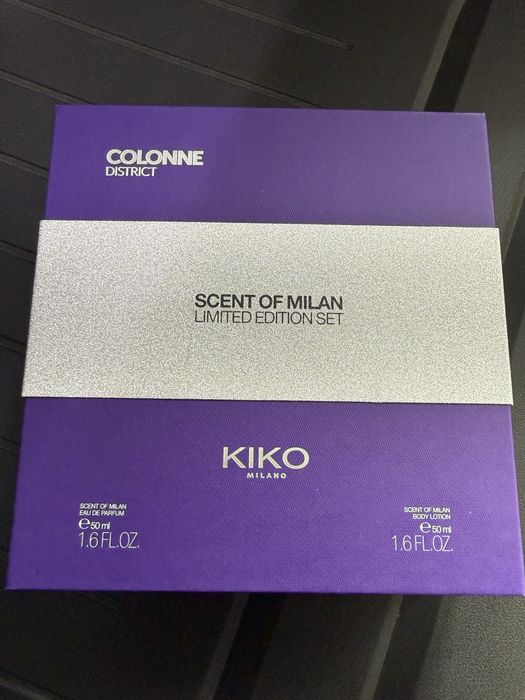 COLONNE
DISTRICT
SCENT OF MILAN
LIMITED EDITION SET
KIKO
MILANO
SCENT OF MILAN
EAU DE PARFUM
℮50 ml
1.6 FL.OZ.
SCENT OF MILAN
BODY LOTION
℮50 ml
1.6 FL.OZ.